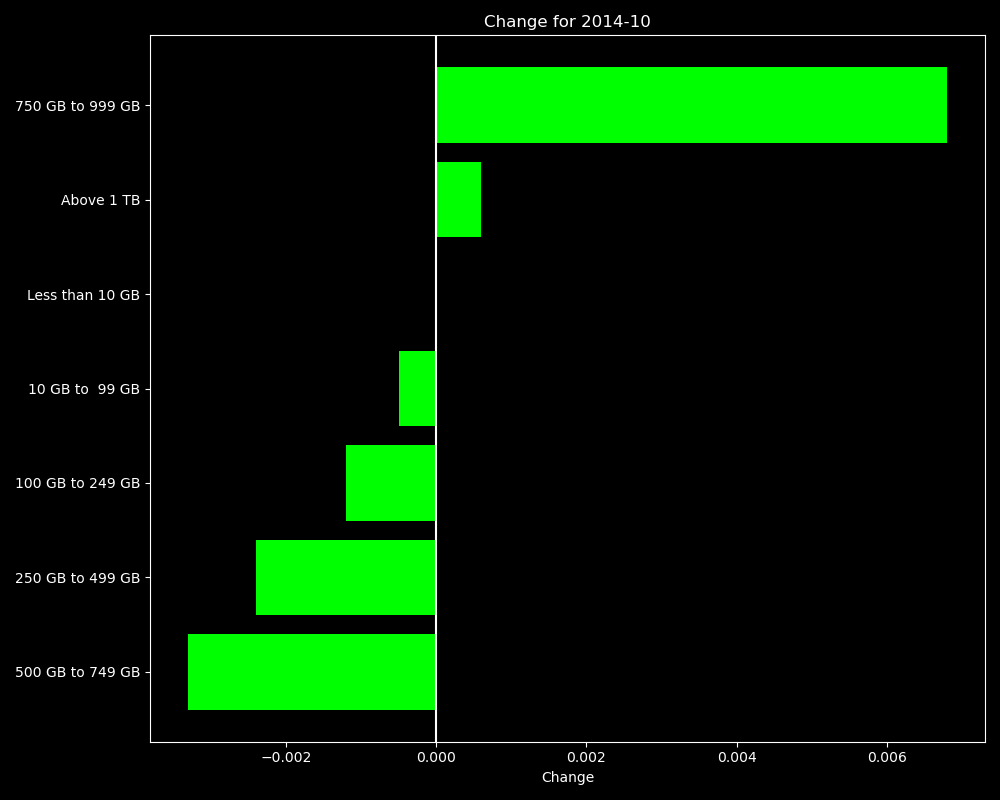 Change for 2014-10
750 GB to 999 GB
Above 1 TB
Less than 10 GB
10 GB to  99 GB
100 GB to 249 GB
250 GB to 499 GB
500 GB to 749 GB
−0.002 0.000 0.002 0.004 0.006
Change